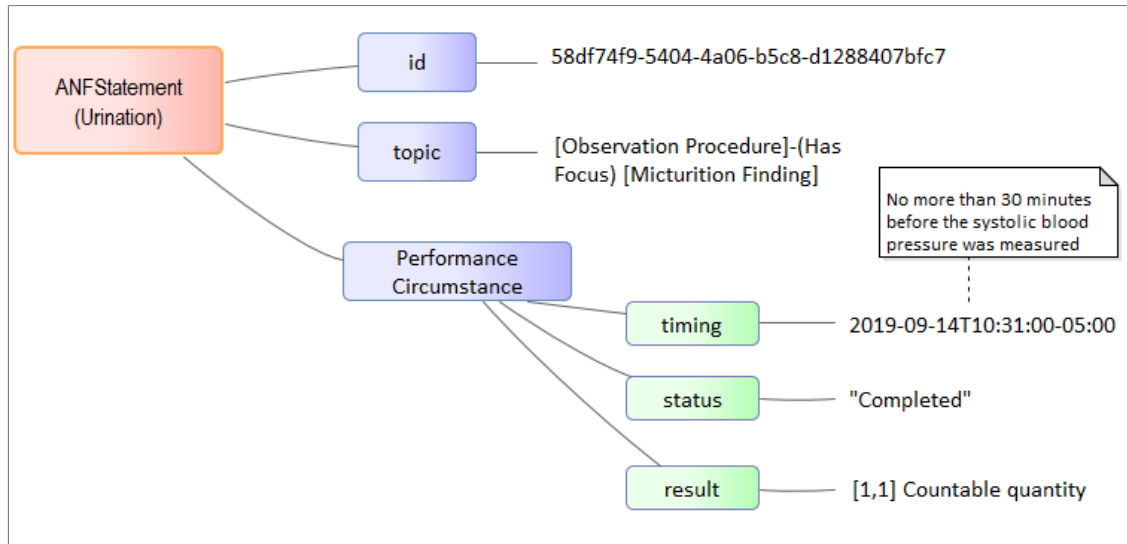 ANFStatement
(Urination)
id
58df74f9-5404-4a06-b5c8-d1288407bfc7
topic
[Observation Procedure]-(Has
Focus) [Micturition Finding]
No more than 30 minutes
before the systolic blood
pressure was measured
Performance
Circumstance
timing
2019-09-14T10:31:00-05:00
status
"Completed"
result
[1,1] Countable quantity